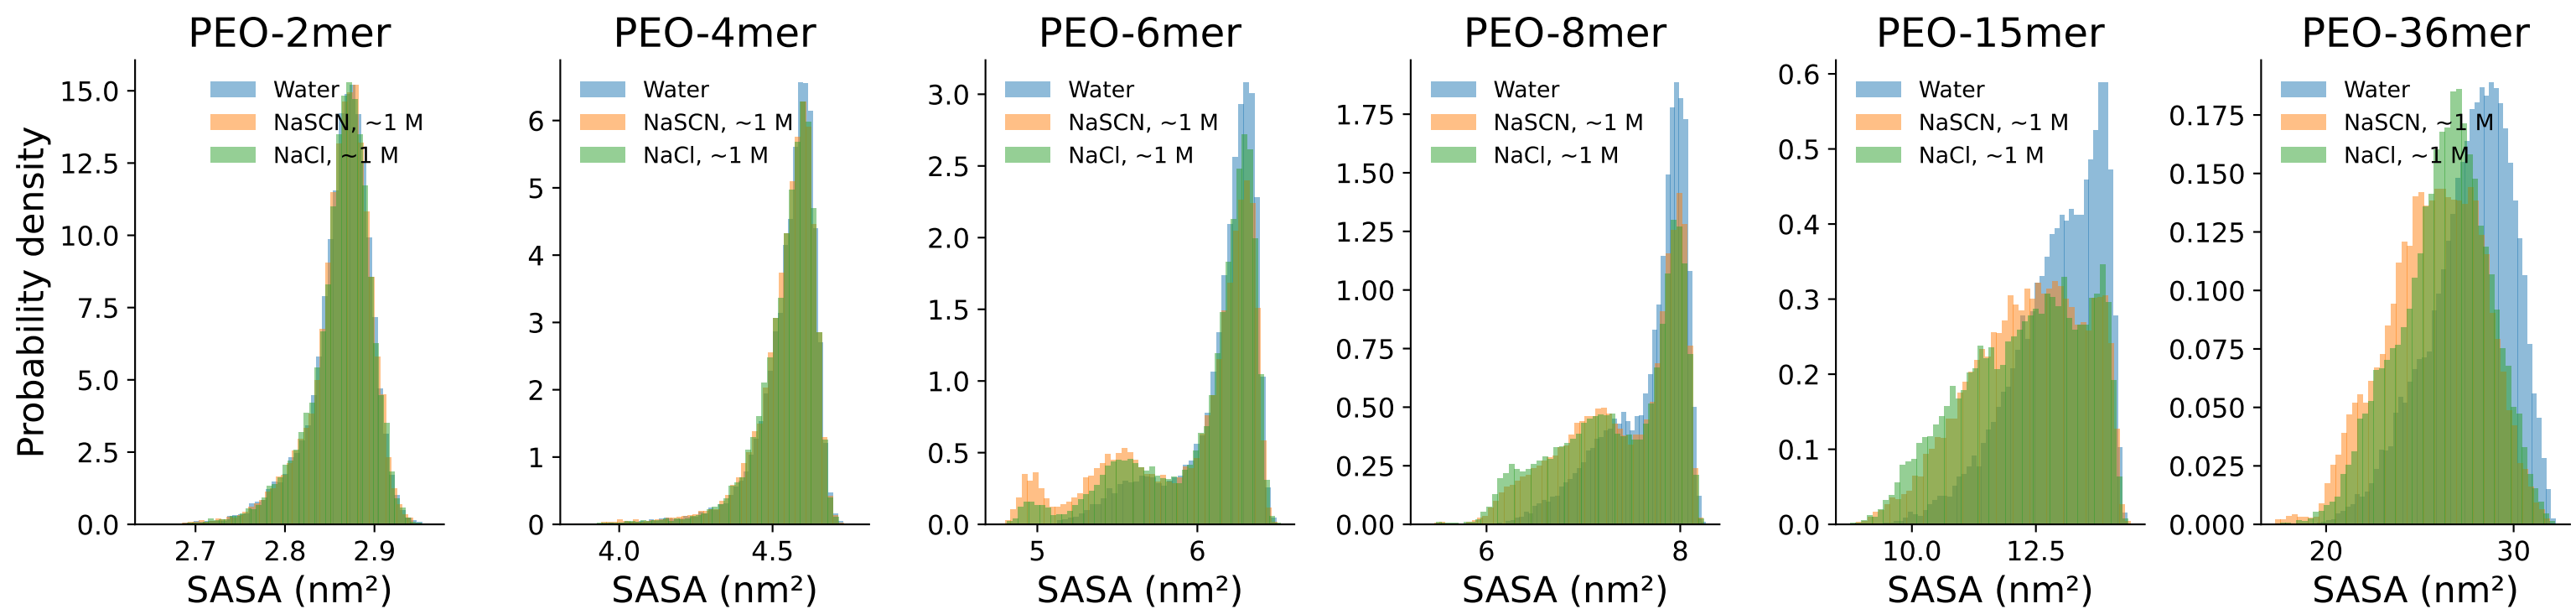 PEO-2mer
Probability density
15.0
12.5
10.0
7.5
5.0
2.5
0.0
Water
NaSCN, ~1 M
NaCl, ~1 M
2.7 2.8 2.9
SASA (nm²)
PEO-4mer
6
5
4
3
2
1
0
Water
NaSCN, ~1 M
NaCl, ~1 M
4.0 4.5
SASA (nm²)
PEO-6mer
3.0
2.5
2.0
1.5
1.0
0.5
0.0
Water
NaSCN, ~1 M
NaCl, ~1 M
5 6
SASA (nm²)
PEO-8mer
1.75
1.50
1.25
1.00
0.75
0.50
0.25
0.00
Water
NaSCN, ~1 M
NaCl, ~1 M
6 8
SASA (nm²)
PEO-15mer
0.6
0.5
0.4
0.3
0.2
0.1
0.0
Water
NaSCN, ~1 M
NaCl, ~1 M
10.0 12.5
SASA (nm²)
PEO-36mer
0.175
0.150
0.125
0.100
0.075
0.050
0.025
0.000
Water
NaSCN, ~1 M
NaCl, ~1 M
20 30
SASA (nm²)